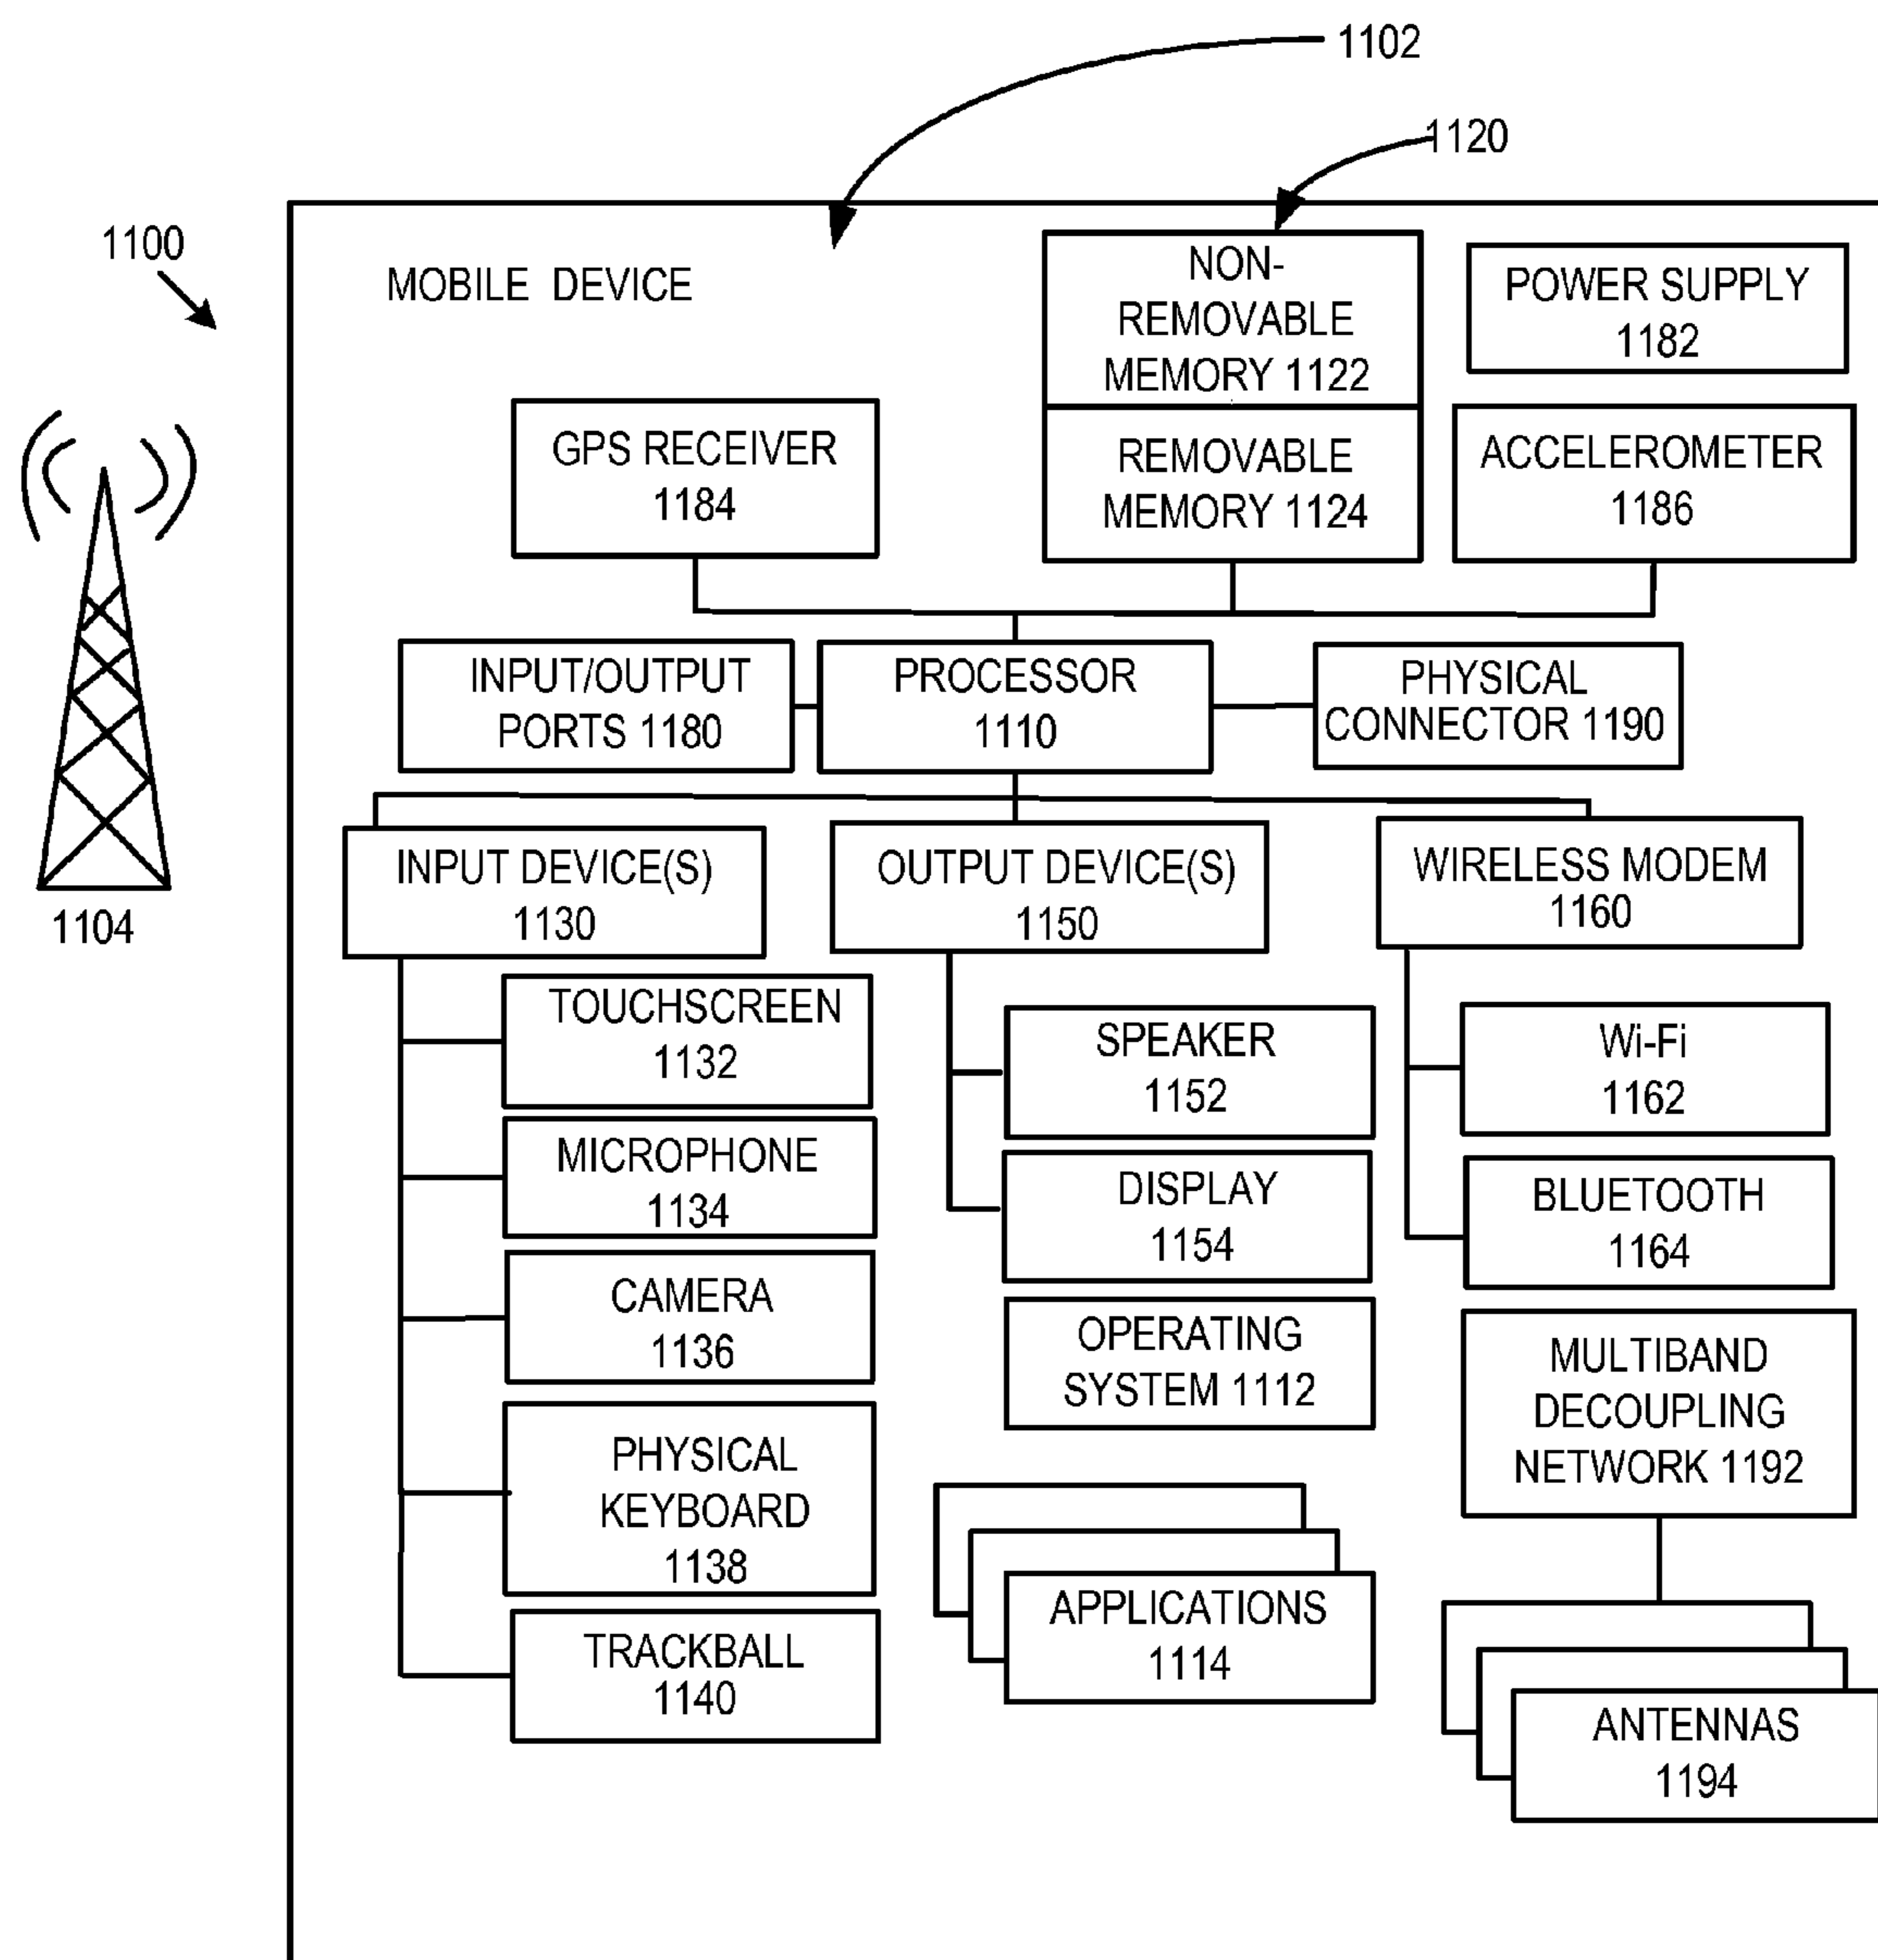 1102
1120
1100
MOBILE DEVICE
NON-
REMOVABLE
MEMORY 1122
POWER SUPPLY
1182
GPS RECEIVER
1184
REMOVABLE
MEMORY 1124
ACCELEROMETER
1186
INPUT/OUTPUT
PORTS 1180
PROCESSOR
1110
PHYSICAL
CONNECTOR 1190
1104
INPUT DEVICE(S)
1130
OUTPUT DEVICE(S)
1150
WIRELESS MODEM
1160
TOUCHSCREEN
1132
MICROPHONE
1134
CAMERA
1136
PHYSICAL
KEYBOARD
1138
TRACKBALL
1140
SPEAKER
1152
DISPLAY
1154
OPERATING
SYSTEM 1112
APPLICATIONS
1114
Wi-Fi
1162
BLUETOOTH
1164
MULTIBAND
DECOUPLING
NETWORK 1192
ANTENNAS
1194